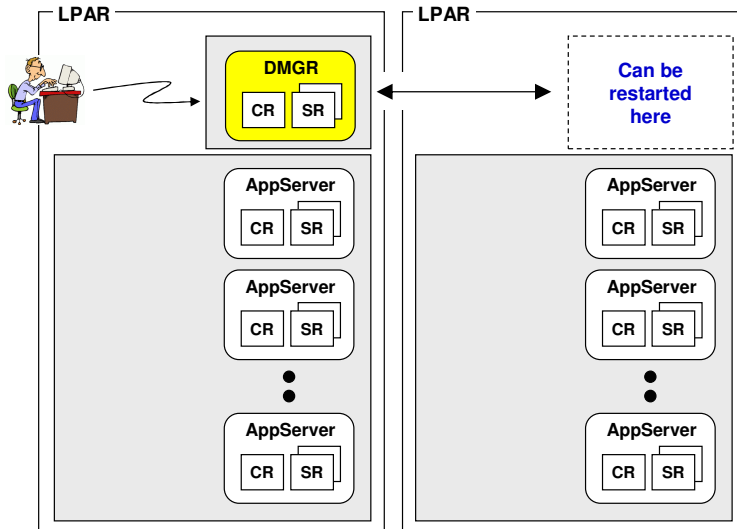 LPAR
LPAR
DMGR
CR SR
Can be
restarted
here
AppServer
CR SR
AppServer
CR SR
AppServer
CR SR
AppServer
CR SR
AppServer
CR SR
AppServer
CR SR